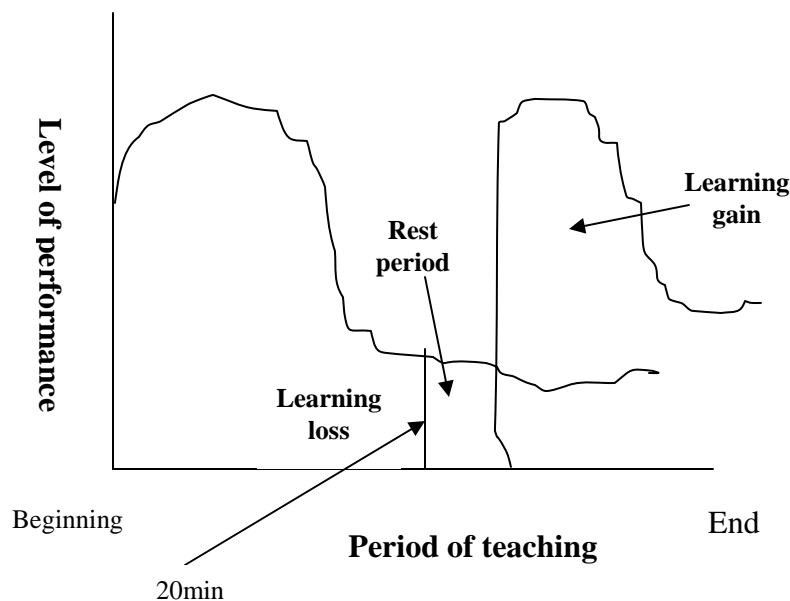 Level of performance
Learning
gain
Rest
period
Learning
loss
Beginning
End
Period of teaching
20min